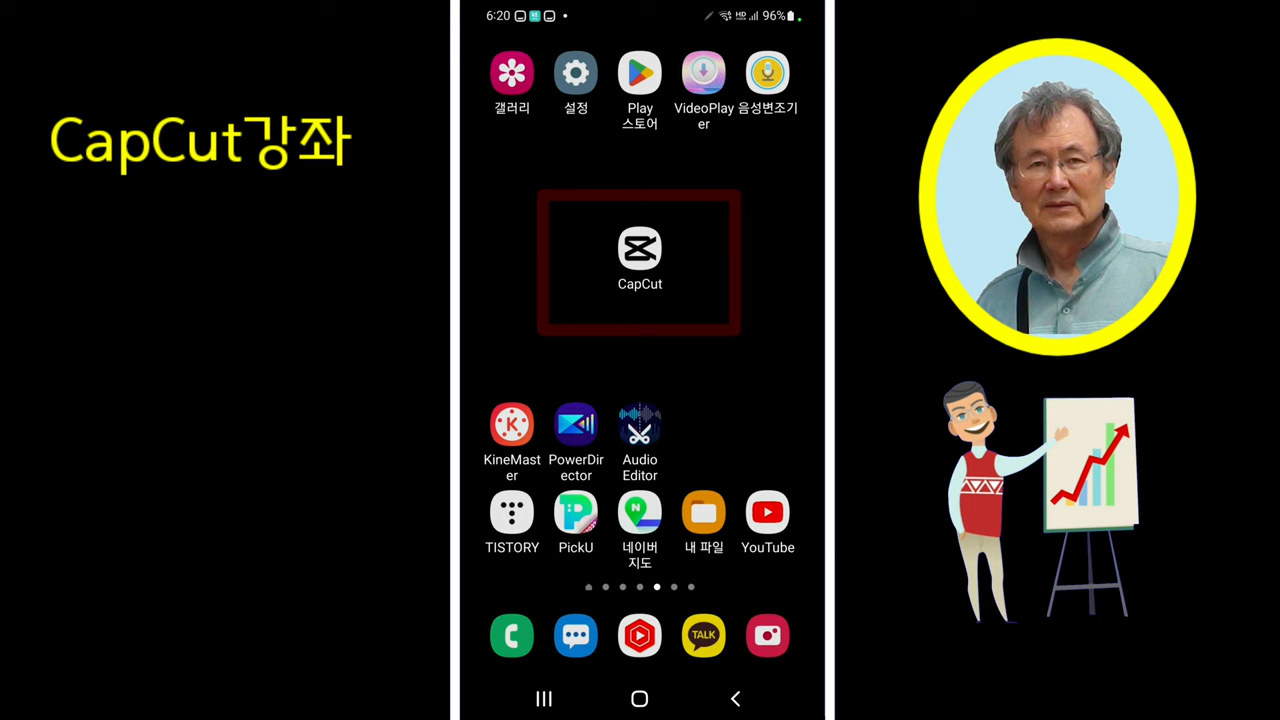 CapCut강좌
6:20
HD
96%
갤러리
설정
Play
스토어
VideoPlay
er
음성변조기
CapCut
KineMast
er
PowerDir
ector
Audio
Editor
TISTORY
PickU
네이버
지도
내 파일
YouTube
TALK